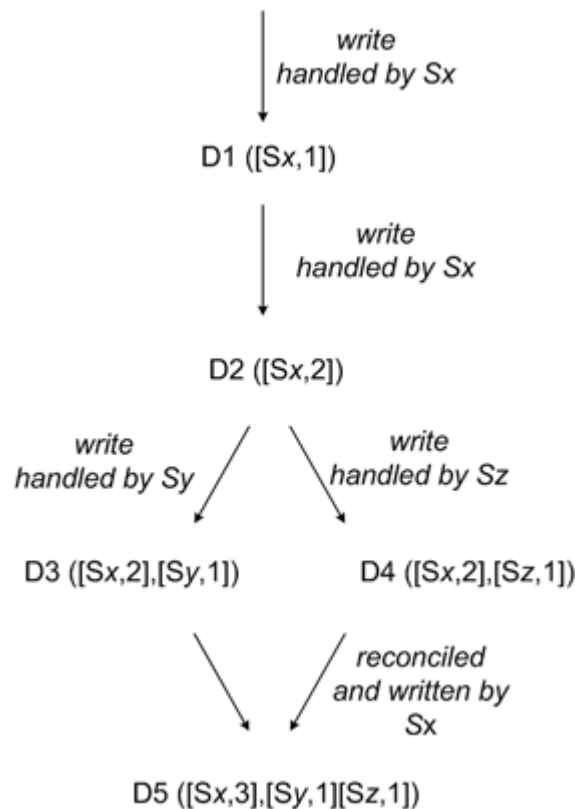 write
handled by Sx
D1 ([Sx,1])
write
handled by Sx
D2 ([Sx,2])
write
handled by Sy
write
handled by Sz
D3 ([Sx,2],[Sy,1])
D4 ([Sx,2],[Sz,1])
reconciled
and written by
Sx
D5 ([Sx,3],[Sy,1][Sz,1])